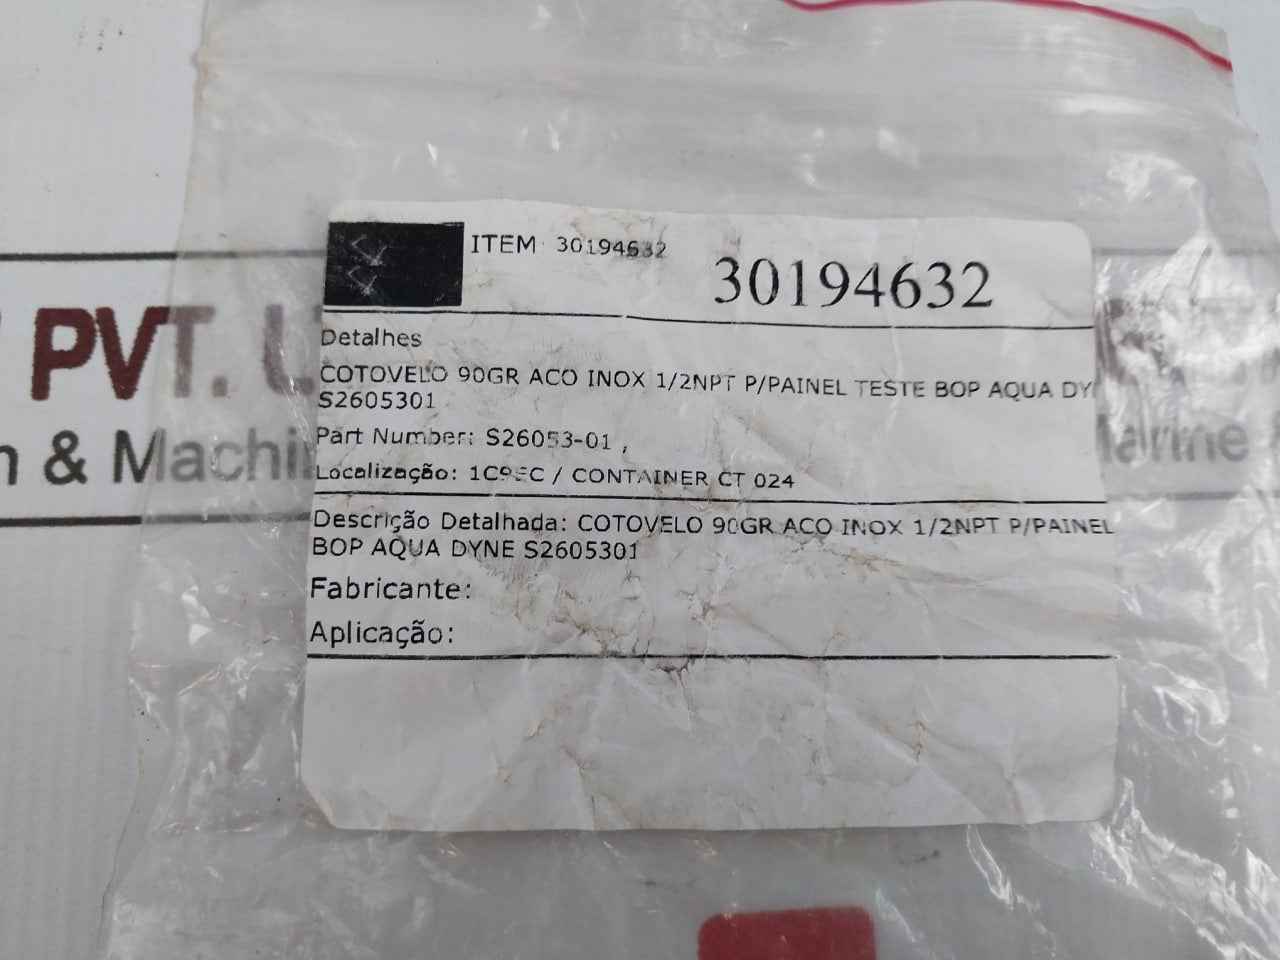 ITEM 30194632
30194632
Detalhes
COTOVELO 90GR ACO INOX 1/2NPT P/PAINEL TESTE BOP AQUA DY
S2605301
Part Number: S26053-01 ,
Localização: / CONTAINER CT 024
Descrição Detalhada: COTOVELO 90GR ACO INOX 1/2NPT P/PAINEL
BOP AQUA DYNE S2605301
Fabricante:
Aplicação:
PVT.
& Machi